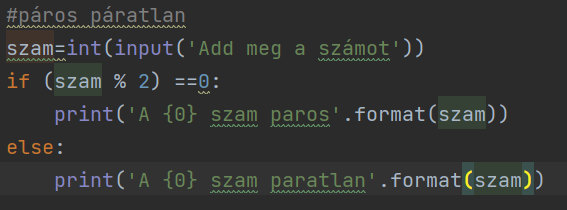 #páros páratlan
szam=int(input('Add meg a számot'))
if (szam % 2) ==0:
    print('A {0} szam paros'.format(szam))
else:
    print('A {0} szam paratlan'.format(szam))